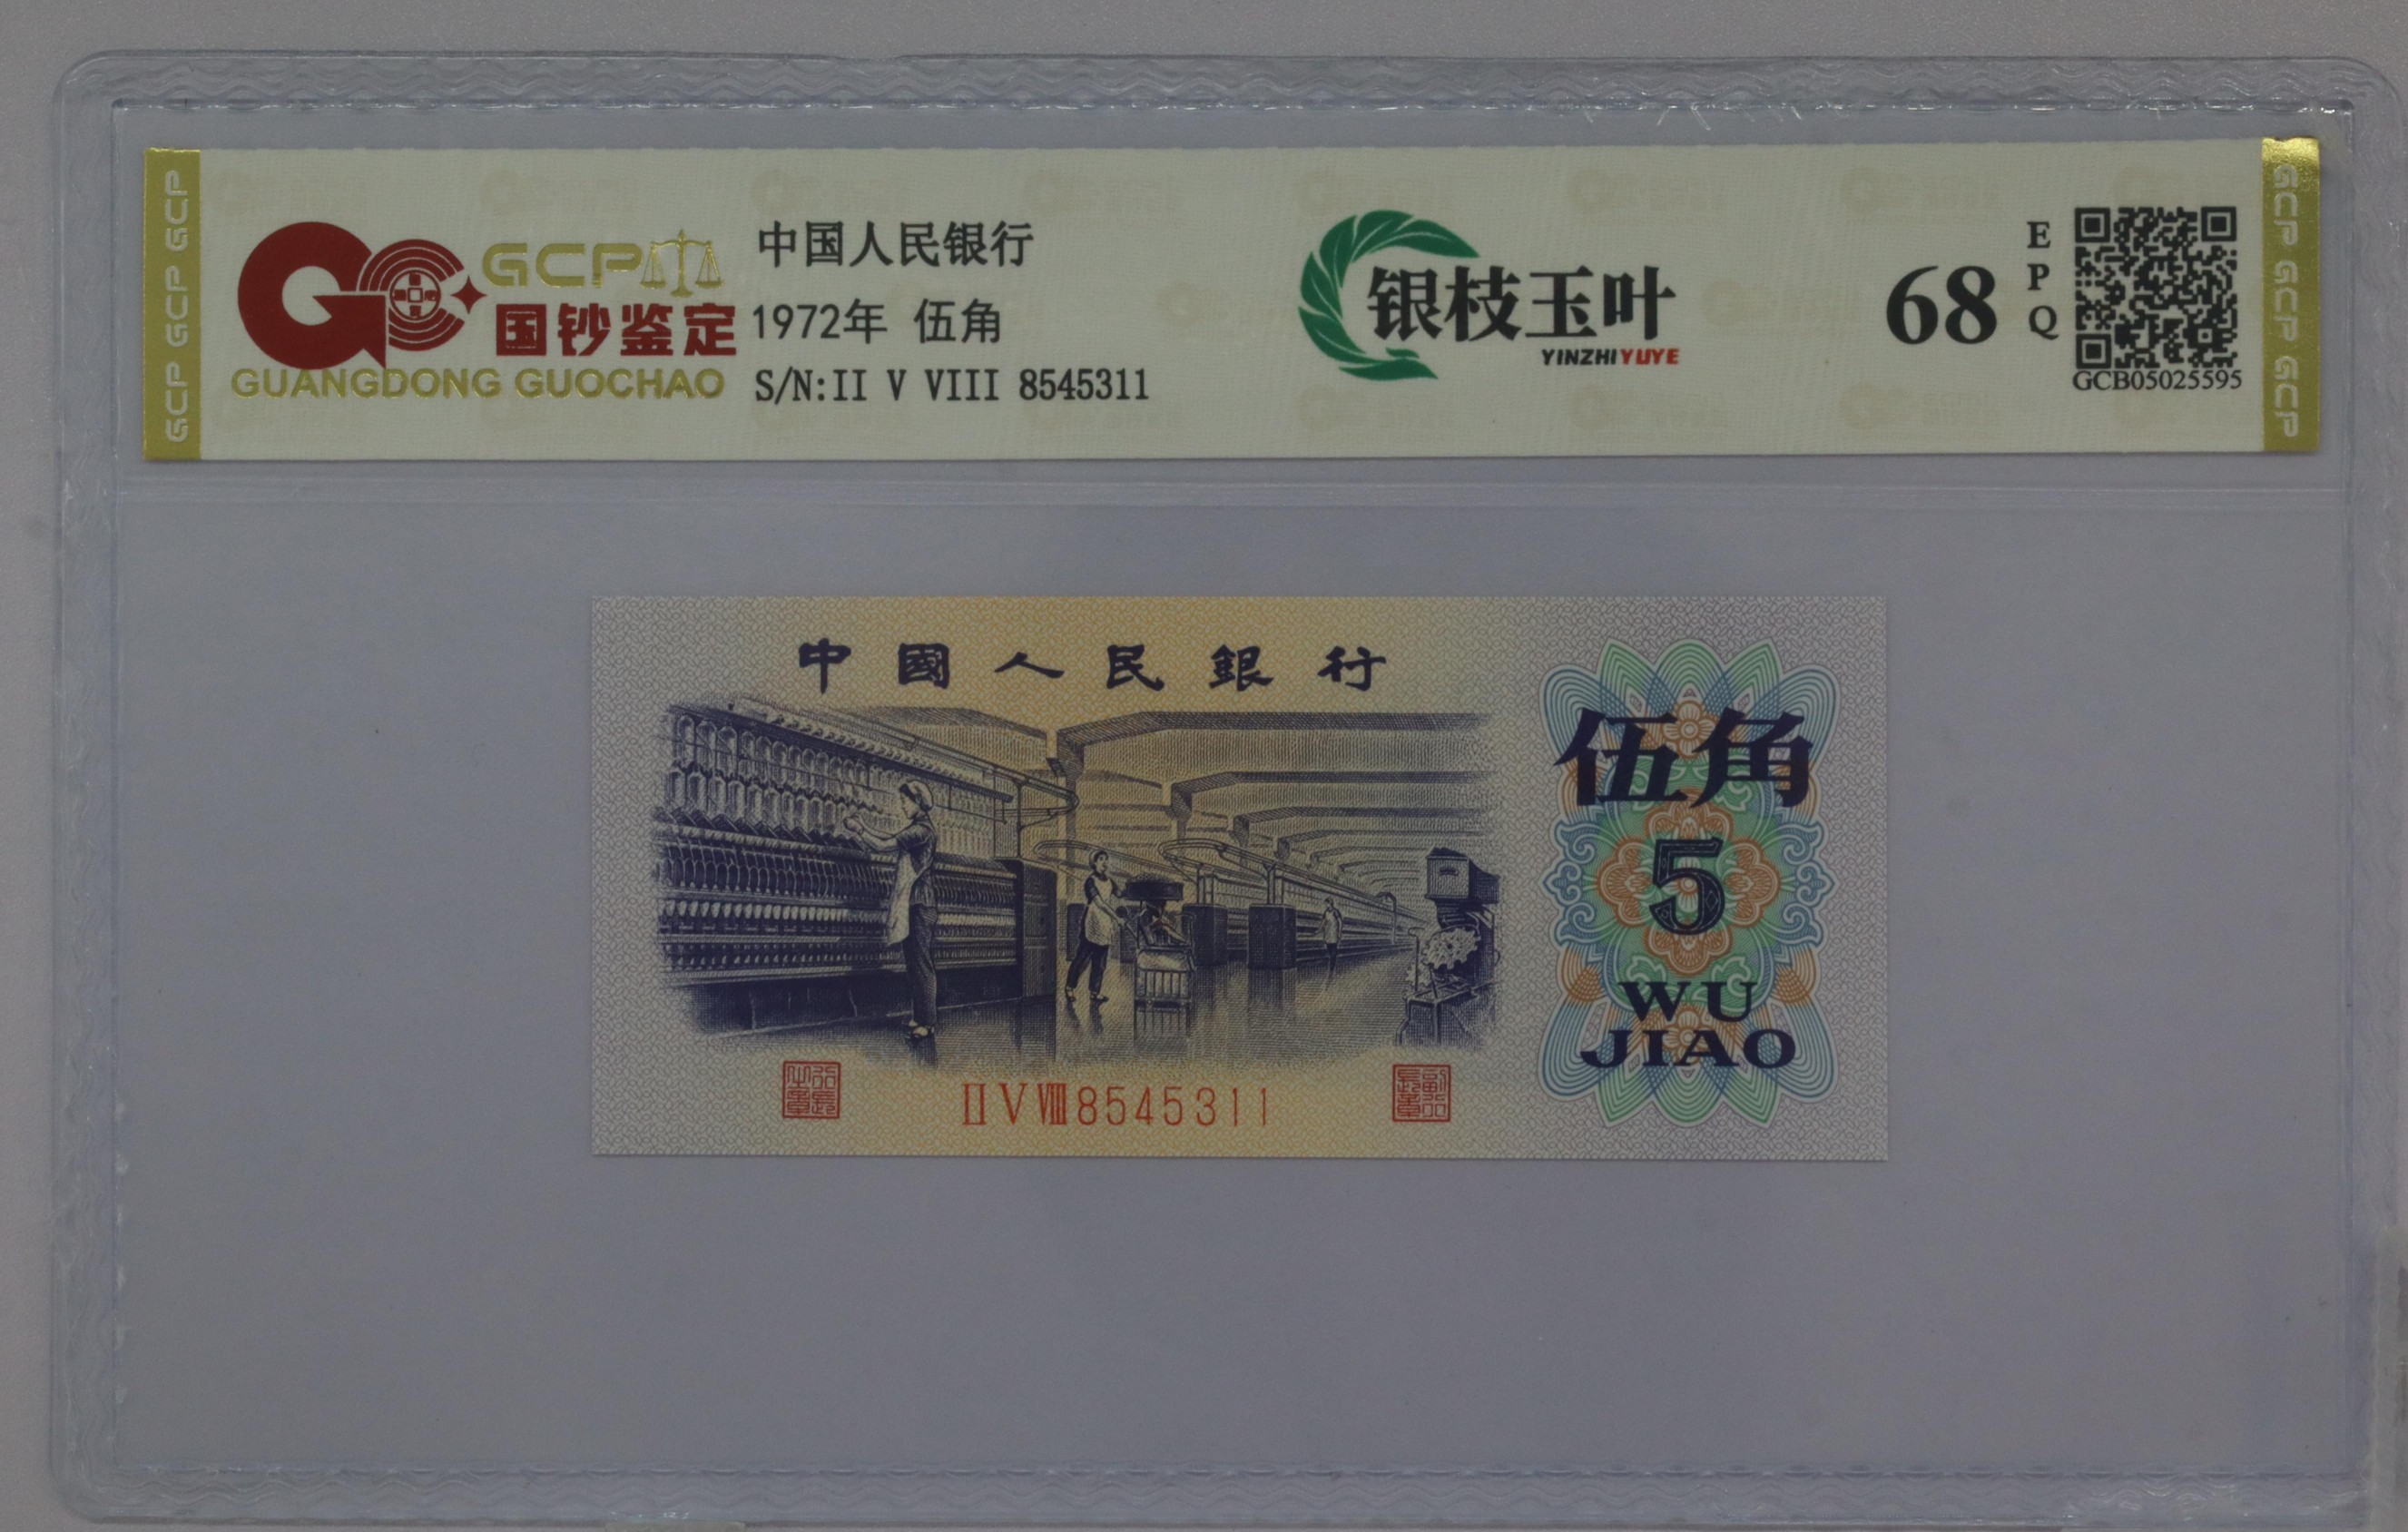 GCP GCP GCP
GCP
国钞鉴定
GUANGDONG GUOCHAO
中国人民银行
1972年 伍角
S/N:II V VIII 8545311
银枝玉叶
YINZHIYUYE
68
EPQ
GCB05025595
GCP GCP GCP
中國人民銀行
伍角
5
WU
JIAO
ⅡⅤⅧ8545311